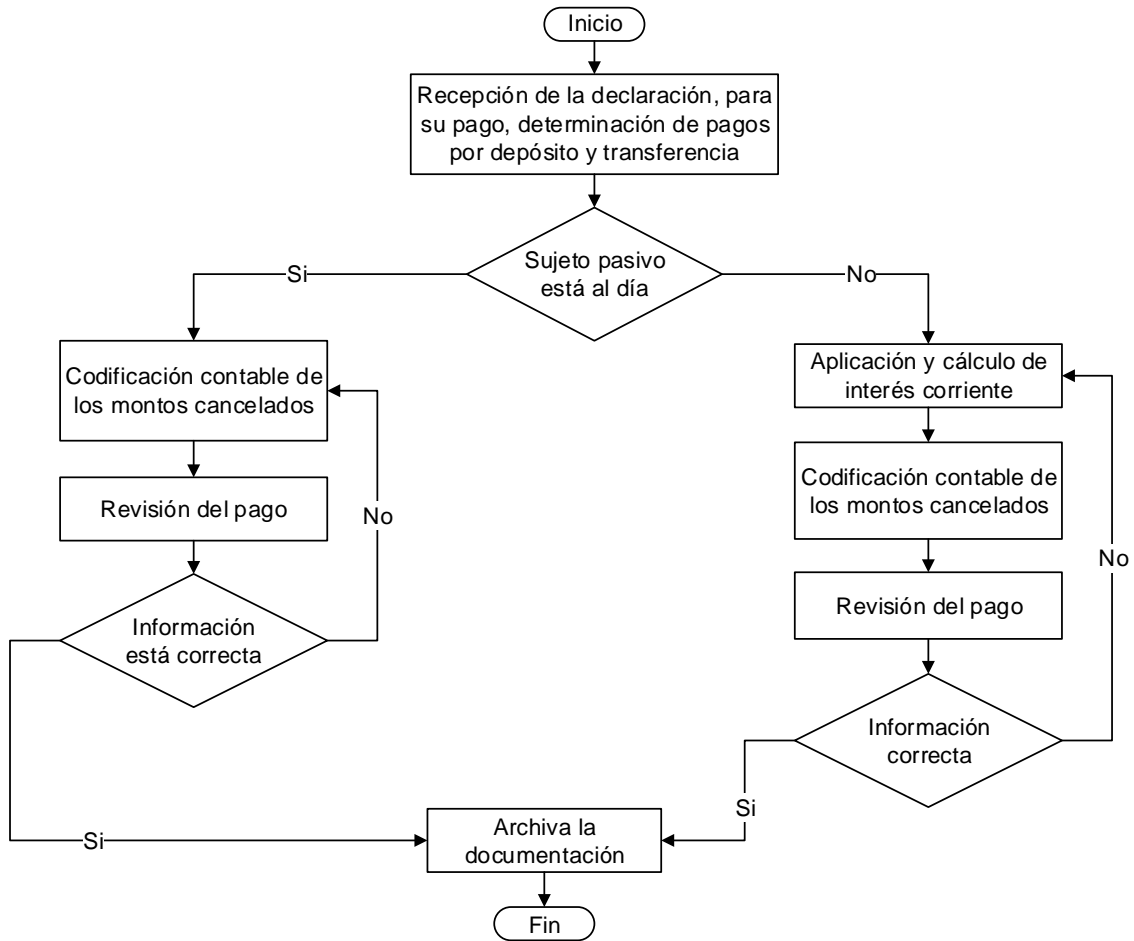 Inicio
Recepción de la declaración, para
su pago, determinación de pagos
por depósito y transferencia
Sujeto pasivo
está al día
Si
No
Codificación contable de
los montos cancelados
Revisión del pago
No
Información
está correcta
Si
Aplicación y cálculo de
interés corriente
Codificación contable de
los montos cancelados
Revisión del pago
No
Información
correcta
Si
Archiva la
documentación
Fin